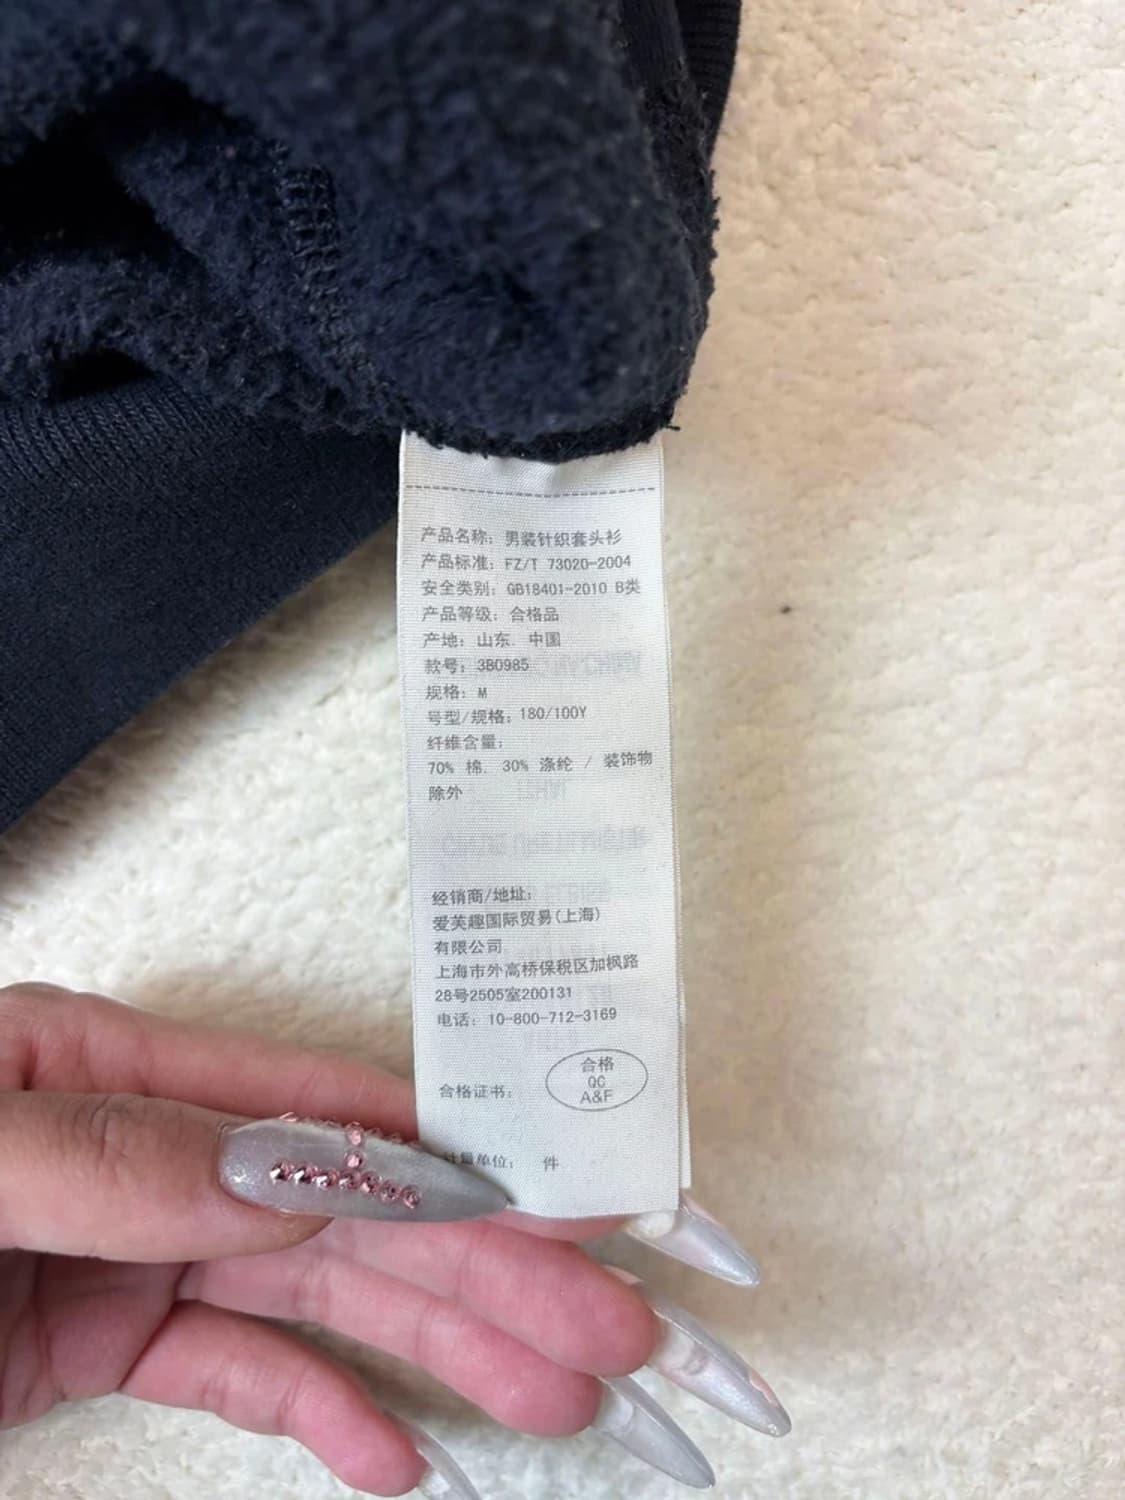 产品名称: 男装针织套头衫
产品标准: FZ/T 73020-2004
安全类别: GB18401-2010 B类
产品等级: 合格品
产地: 山东. 中国
款号: 3B0985
规格: M
号型/规格: 180/100Y
纤维含量:
70% 棉. 30% 涤纶 / 装饰物
除外
经销商/地址:
爱芙趣国际贸易(上海)
有限公司
上海市外高桥保税区加枫路
28号2505室200131
电话: 10-800-712-3169
合格
QC
A&F
合格证书:
计量单位: 件